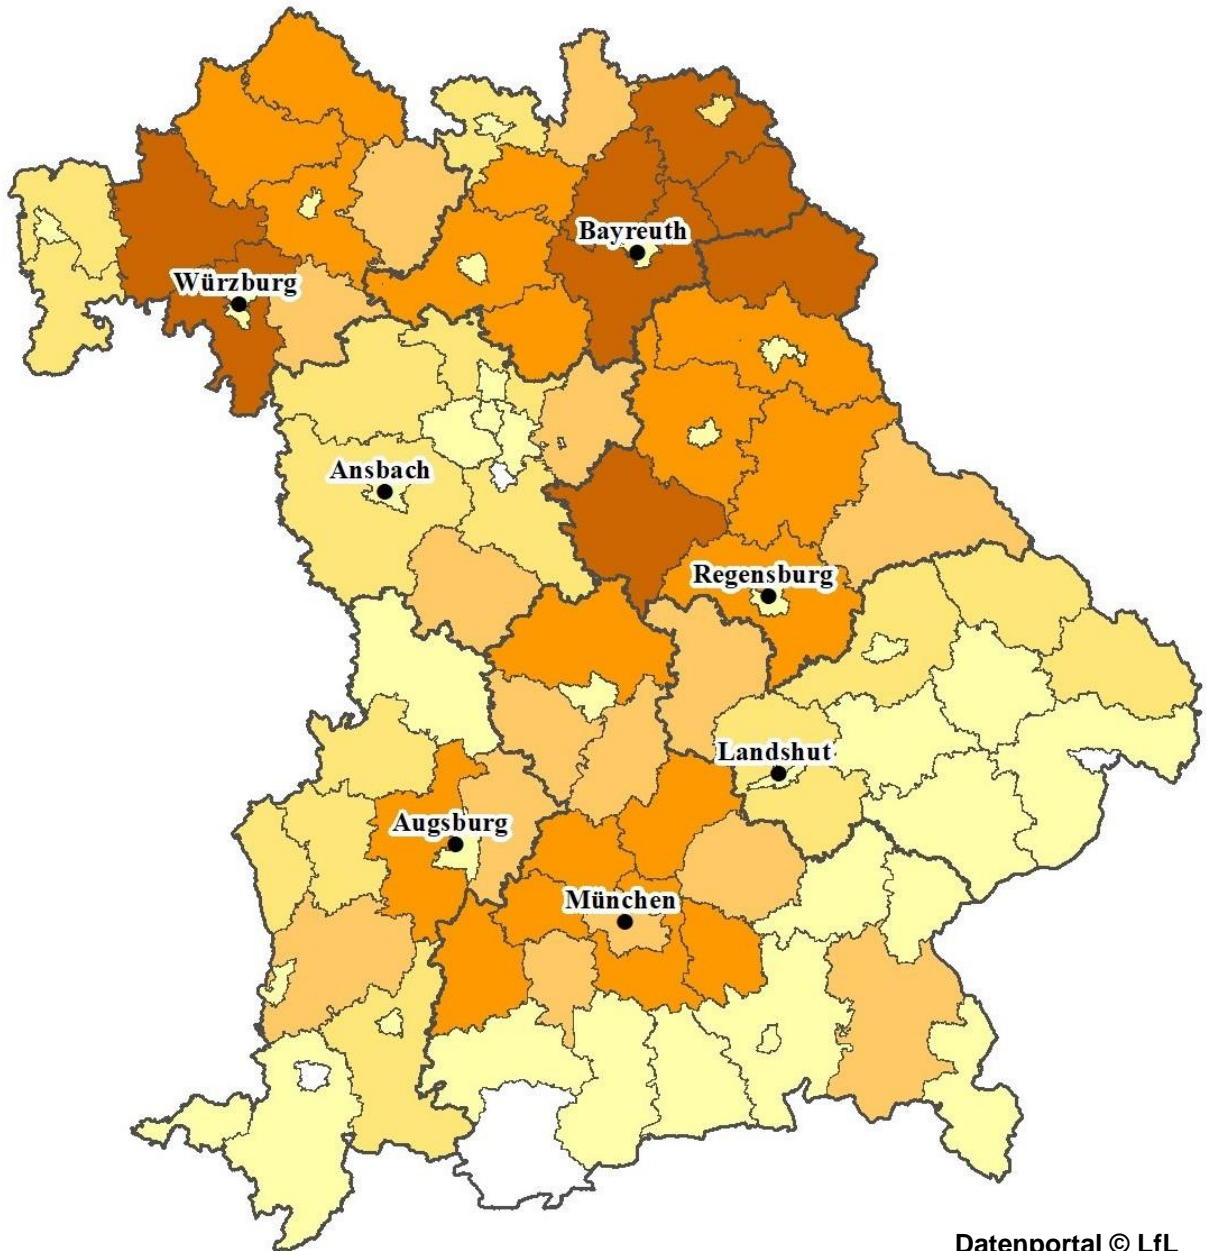 Bayreuth
Würzburg
Ansbach
Regensburg
Landshut
Augsburg
München
Datenportal © LfL